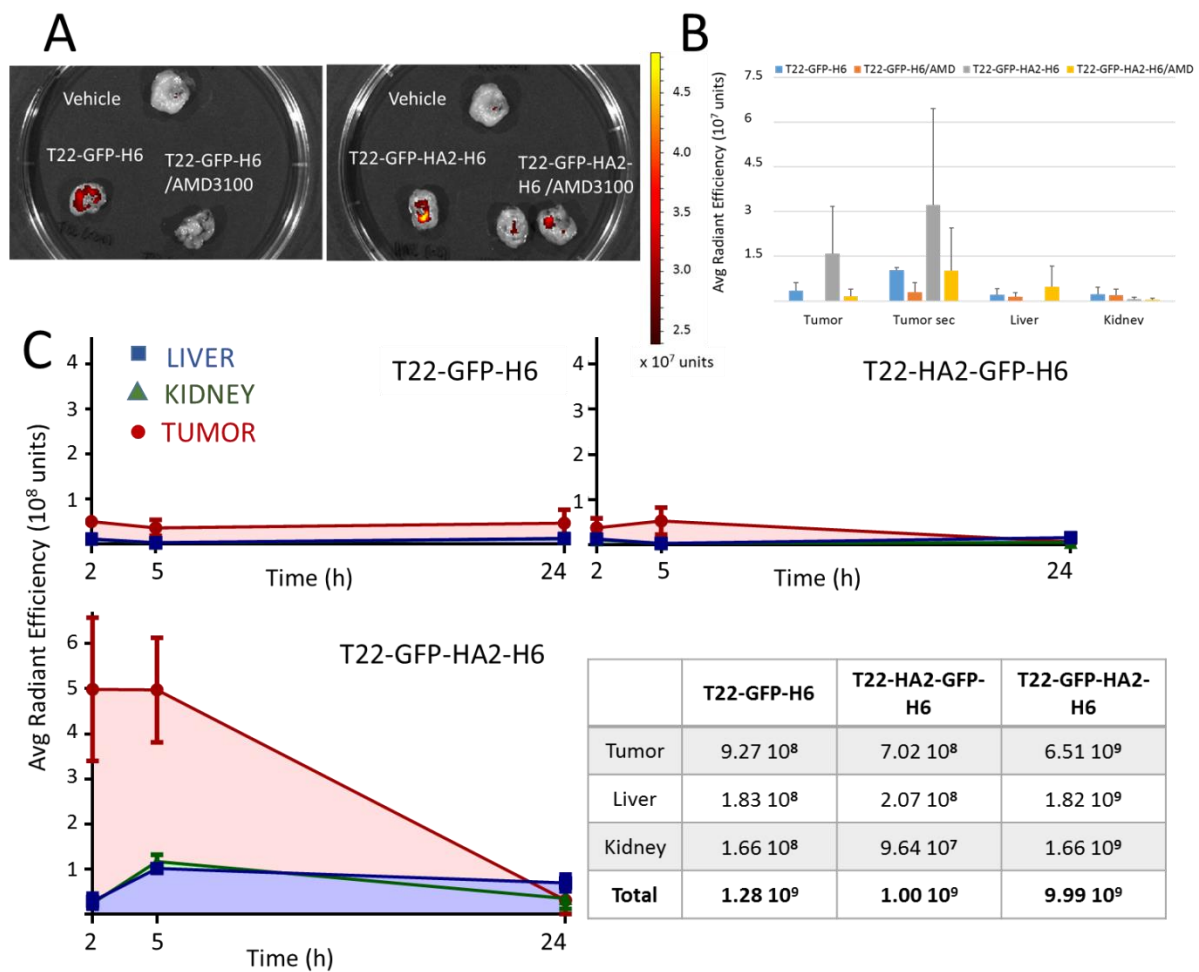 A
Vehicle
T22-GFP-H6
T22-GFP-H6
/AMD3100
Vehicle
T22-GFP-HA2-H6
T22-GFP-HA2-
H6 /AMD3100
4.5
4.0
3.5
3.0
2.5
x 10⁷ units
B
T22-GFP-H6 T22-GFP-H6/AMD T22-GFP-HA2-H6 T22-GFP-HA2-H6/AMD
Avg Radiant Efficiency (10⁷ units)
7.5
6
4.5
3
1.5
Tumor Tumor sec Liver Kidney
C
Avg Radiant Efficiency (10⁸ units)
LIVER
KIDNEY
TUMOR
T22-GFP-H6
4
3
2
1
2 5 24
Time (h)
T22-HA2-GFP-H6
4
3
2
1
2 5 24
Time (h)
T22-GFP-HA2-H6
6
5
4
3
2
1
2 5 24
Time (h)
T22-GFP-H6 T22-HA2-GFP-H6 T22-GFP-HA2-H6
Tumor 9.27 10⁸ 7.02 10⁸ 6.51 10⁹
Liver 1.83 10⁸ 2.07 10⁸ 1.82 10⁹
Kidney 1.66 10⁸ 9.64 10⁷ 1.66 10⁹
Total 1.28 10⁹ 1.00 10⁹ 9.99 10⁹